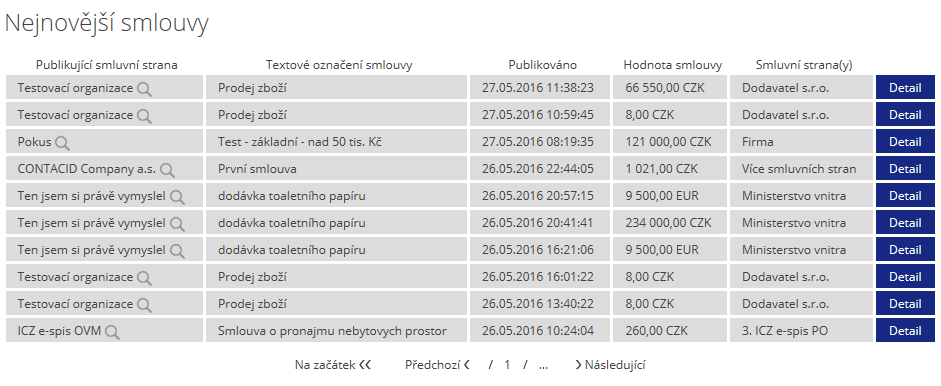 Nejnovější smlouvy
Publikující smluvní strana Textové označení smlouvy Publikováno Hodnota smlouvy Smluvní strana(y)
Testovací organizace Prodej zboží 27.05.2016 11:38:23 66 550,00 CZK Dodavatel s.r.o. Detail
Testovací organizace Prodej zboží 27.05.2016 10:59:45 8,00 CZK Dodavatel s.r.o. Detail
Pokus Test - základní - nad 50 tis. Kč 27.05.2016 08:19:35 121 000,00 CZK Firma Detail
CONTACID Company a.s. První smlouva 26.05.2016 22:44:05 1 021,00 CZK Více smluvních stran Detail
Ten jsem si právě vymyslel dodávka toaletního papíru 26.05.2016 20:57:15 9 500,00 EUR Ministerstvo vnitra Detail
Ten jsem si právě vymyslel dodávka toaletního papíru 26.05.2016 20:41:41 234 000,00 CZK Ministerstvo vnitra Detail
Ten jsem si právě vymyslel dodávka toaletního papíru 26.05.2016 16:21:06 9 500,00 EUR Ministerstvo vnitra Detail
Testovací organizace Prodej zboží 26.05.2016 16:01:22 8,00 CZK Dodavatel s.r.o. Detail
Testovací organizace Prodej zboží 26.05.2016 13:40:22 8,00 CZK Dodavatel s.r.o. Detail
ICZ e-spis OVM Smlouva o pronajmu nebytovych prostor 26.05.2016 10:24:04 260,00 CZK 3. ICZ e-spis PO Detail
Na začátek ‹‹ Předchozí ‹ / 1 / ... › Následující